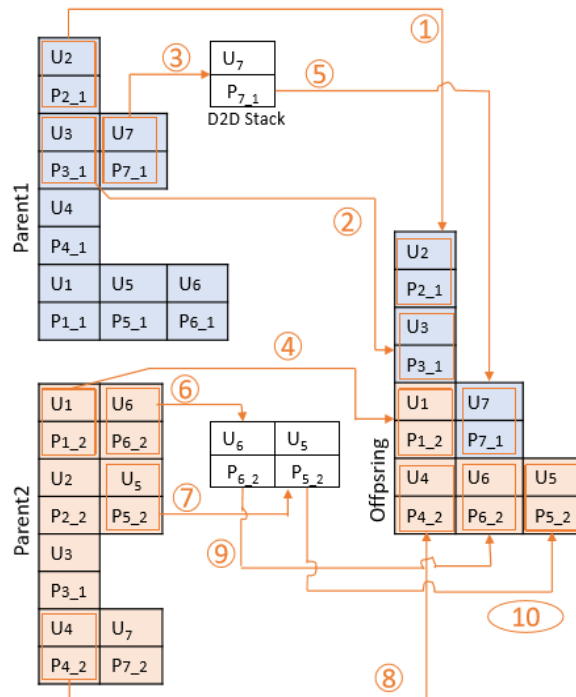 ①
U2
③
U7
⑤
P2_1
P7_1
D2D Stack
U3 U7
P3_1 P7_1
Parent1
U4
②
P4_1
U2
U1 U5 U6
P2_1
P1_1 P5_1 P6_1
U3
④
P3_1
U1 U6
⑥
U1 U7
P1_2 P6_2
U6 U5
P1_2 P7_1
U2 U5
P6_2 P5_2
U4 U6 U5
P2_2 P5_2
⑦
P4_2 P6_2 P5_2
Parent2
Offpsring
U3
⑨
P3_1
10
U4 U7
P4_2 P7_2
⑧